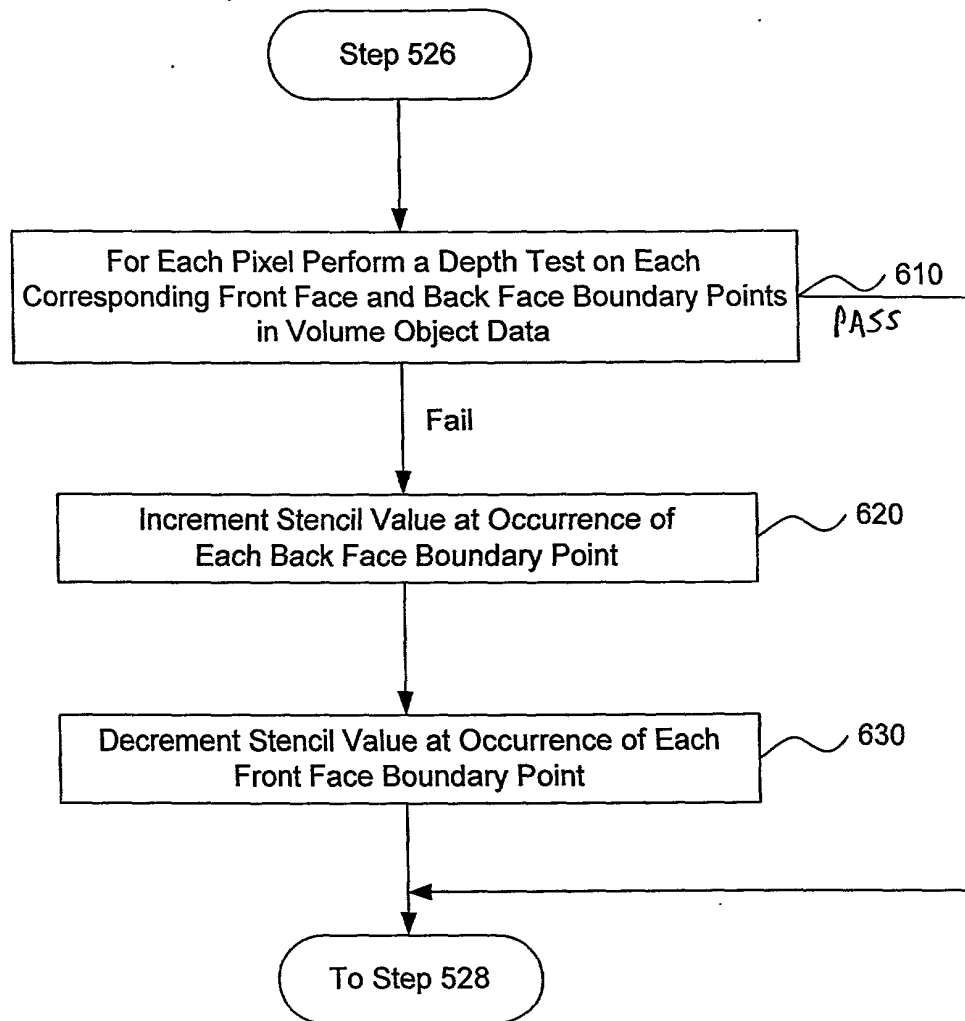 Step 526
For Each Pixel Perform a Depth Test on Each
Corresponding Front Face and Back Face Boundary Points
in Volume Object Data
610
PASS
Fail
Increment Stencil Value at Occurrence of
Each Back Face Boundary Point
620
Decrement Stencil Value at Occurrence of Each
Front Face Boundary Point
630
To Step 528